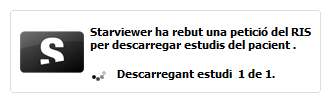 Starviewer ha rebut una petició del RIS
per descarregar estudis del pacient .
S
Descarregant estudi 1 de 1.